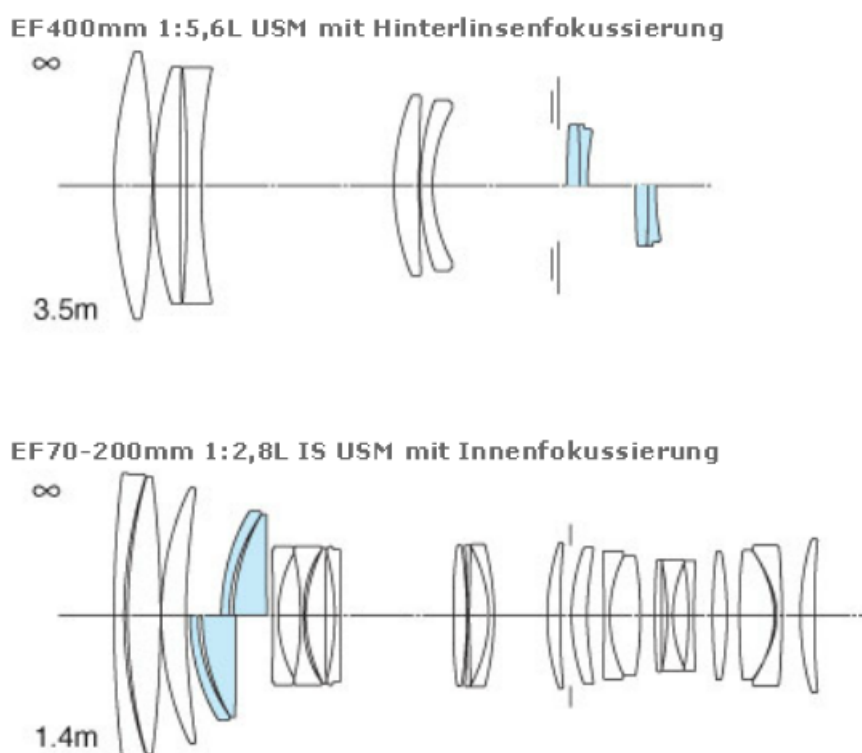 EF400mm 1:5,6L USM mit Hinterlinsenfokussierung
∞
3.5m
EF70-200mm 1:2,8L IS USM mit Innenfokussierung
∞
1.4m